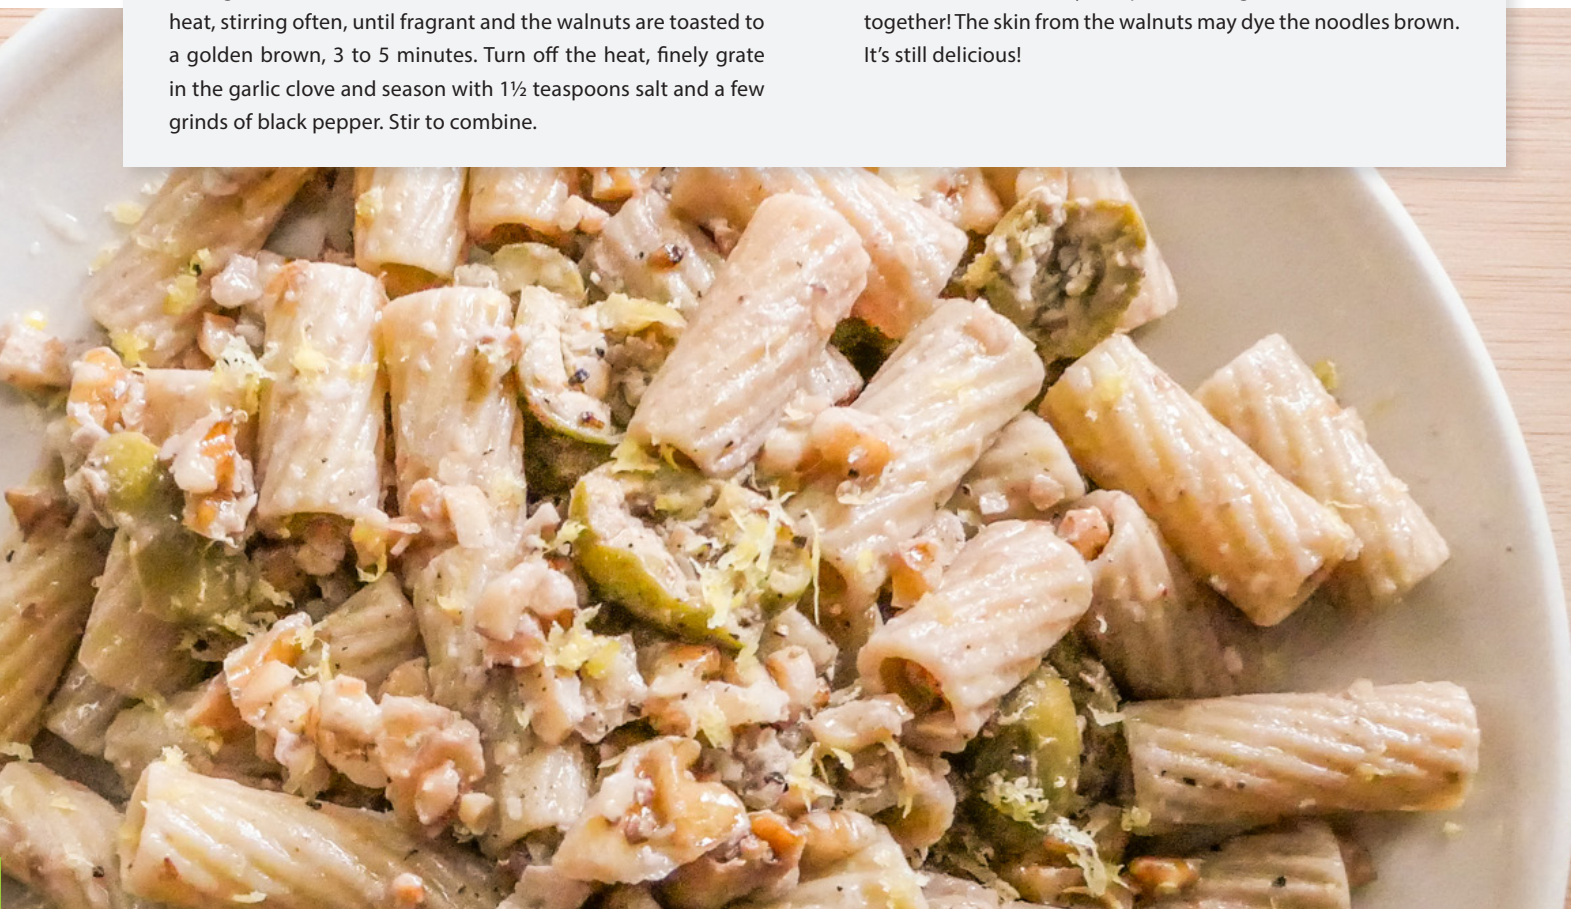 heat, stirring often, until fragrant and the walnuts are toasted to
a golden brown, 3 to 5 minutes. Turn off the heat, finely grate
in the garlic clove and season with 1½ teaspoons salt and a few
grinds of black pepper. Stir to combine.
together! The skin from the walnuts may dye the noodles brown.
It’s still delicious!